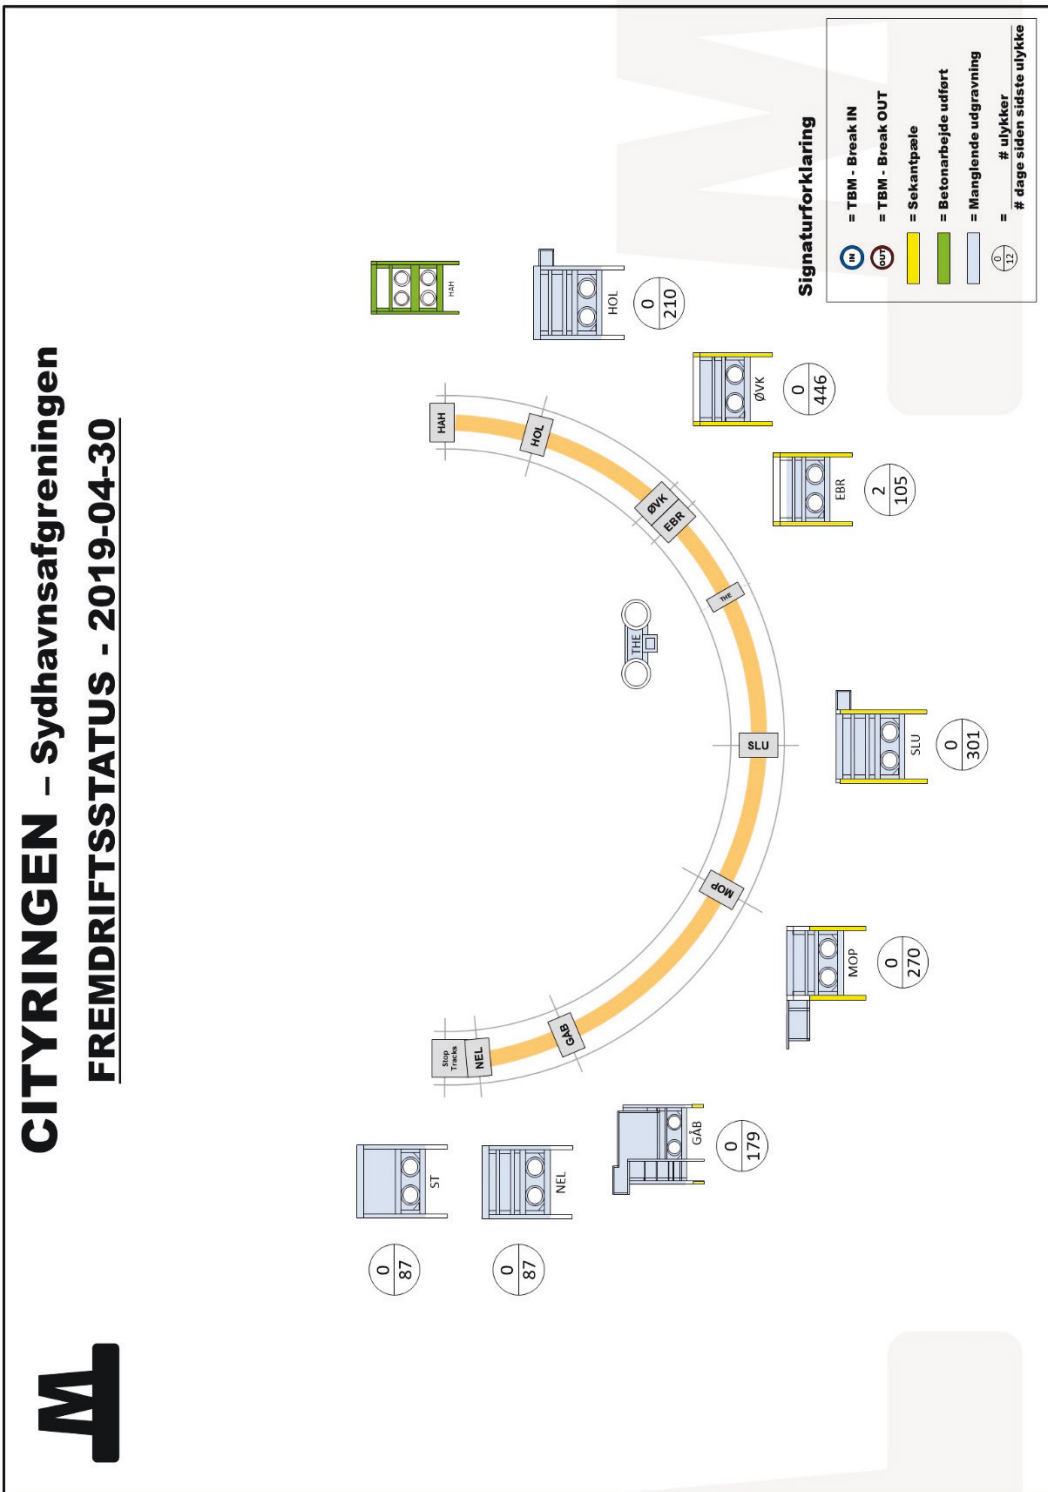 CITYRINGEN – Sydhavnsafgreningen
FREMDRIFTSSTATUS - 2019-04-30
M
ST
0
87
NEL
0
87
GÅB
0
179
MOP
0
270
SLU
0
301
EBR
2
105
ØVK
0
446
HOL
0
210
HAH
THE
Stop
Tracks
NEL
GAB
MOP
SLU
THE
EBR
ØVK
HOL
HAH
Signaturforklaring
IN = TBM - Break IN
OUT = TBM - Break OUT
= Sekantpæle
= Betonarbejde udført
= Manglende udgravning
0
12
= # ulykker
# dage siden sidste ulykke